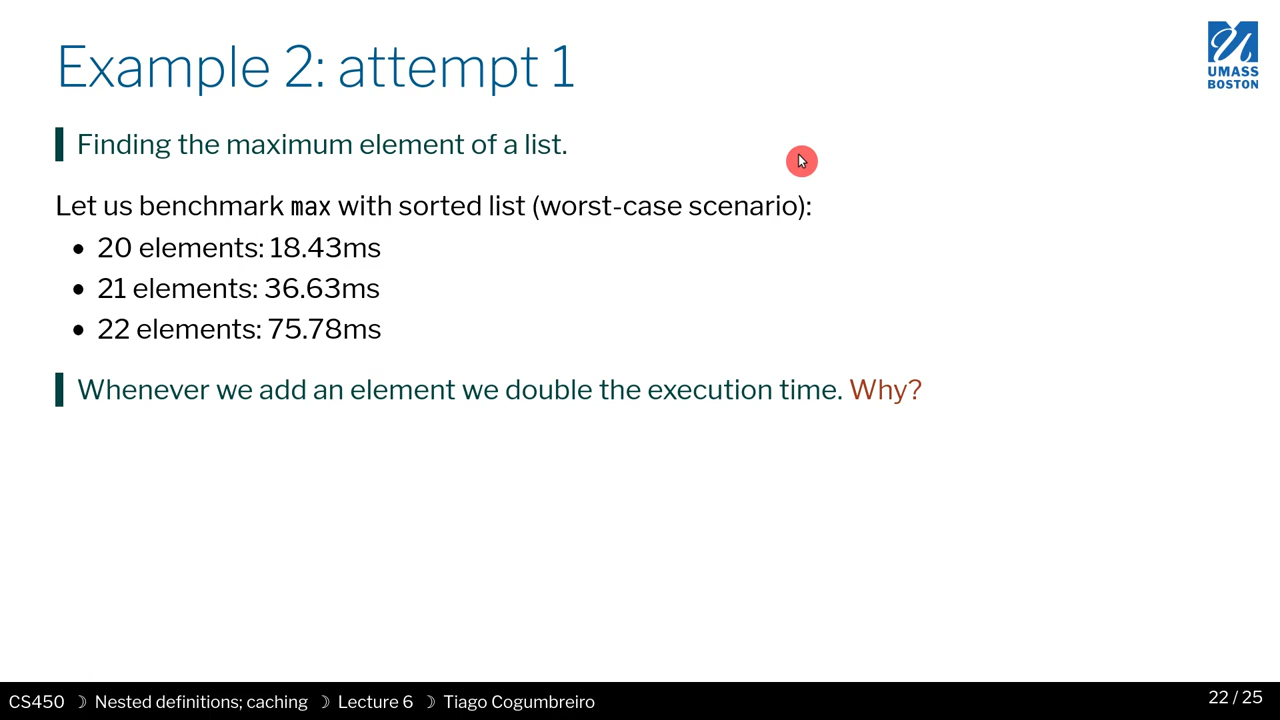 Example 2: attempt 1
UMASS
BOSTON
Finding the maximum element of a list.
Let us benchmark max with sorted list (worst-case scenario):
• 20 elements: 18.43ms
• 21 elements: 36.63ms
• 22 elements: 75.78ms
Whenever we add an element we double the execution time. Why?
CS450 ☽ Nested definitions; caching ☽ Lecture 6 ☽ Tiago Cogumbreiro
22 / 25